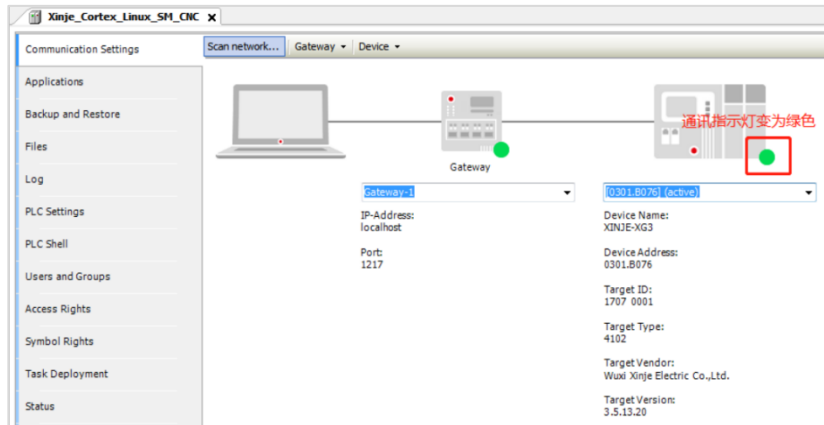 Xinje_Cortex_Linux_SM_CNC
Communication Settings
Applications
Backup and Restore
Files
Log
PLC Settings
PLC Shell
Users and Groups
Access Rights
Symbol Rights
Task Deployment
Status
Scan network... Gateway Device
通讯指示灯变为绿色
Gateway
Gateway-1
IP-Address:
localhost
Port:
1217
[0301.B076] (active)
Device Name:
XINJE-XG3
Device Address:
0301.B076
Target ID:
1707 0001
Target Type:
4102
Target Vendor:
Wuxi Xinje Electric Co.,Ltd.
Target Version:
3.5.13.20